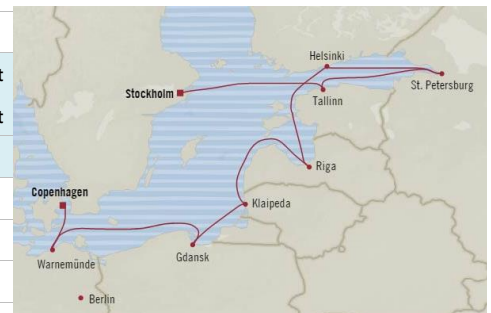 t
t
Helsinki
St. Petersburg
Stockholm
Tallinn
Riga
Copenhagen
Klaipeda
Warnemünde
Gdansk
Berlin